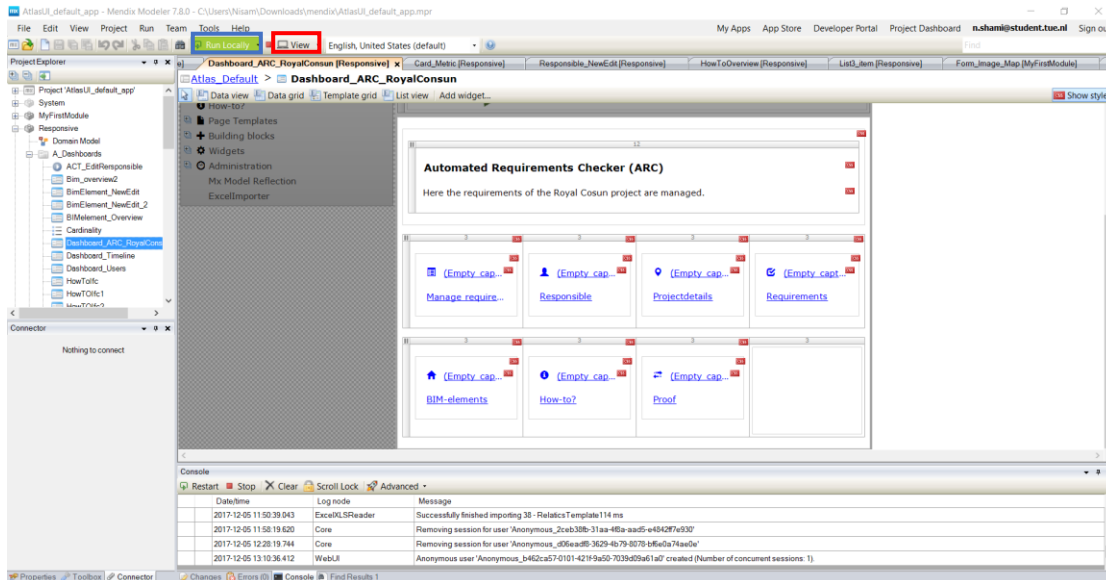 AtlasUI_default_app - Mendix Modeler 7.8.0 - C:\Users\Nisam\Downloads\mendix\AtlasUI_default_app.mpr
File Edit View Project Run Team Tools Help My Apps App Store Developer Portal Project Dashboard n.shami@student.tue.nl Sign ou
Run Locally View English, United States (default) Find
Project Explorer
e] Dashboard_ARC_RoyalConsun [Responsive] x Card_Metric [Responsive] Responsible_NewEdit [Responsive] HowToOverview [Responsive] List3_item [Responsive] Form_Image_Map [MyFirstModule]
Atlas_Default > Dashboard_ARC_RoyalConsun
Data view Data grid Template grid List view Add widget... Show style
Project 'AtlasUI_default_app'
System
MyFirstModule
Responsive
Domain Model
A_Dashboards
ACT_EditResponsible
Bim_overview2
BimElement_NewEdit
BimElement_NewEdit_2
BIMelement_Overview
Cardinality
Dashboard_ARC_RoyalCons
Dashboard_Timeline
Dashboard_Users
HowToIfc
HowTOIfc1
HowTOIfc2
Connector
Nothing to connect
How-to?
Page Templates
Building blocks
Widgets
Administration
Mx Model Reflection
ExcelImporter
12
Automated Requirements Checker (ARC)
Here the requirements of the Royal Cosun project are managed.
3 3 3 3
(Empty cap... (Empty cap... (Empty cap... (Empty capt...
Manage require... Responsible Projectdetails Requirements
3 3 3 3
(Empty cap... (Empty cap... (Empty cap...
BIM-elements How-to? Proof
Console
Restart Stop Clear Scroll Lock Advanced
Date/time Log node Message
2017-12-05 11:50:39.043 ExcelXLSReader Successfully finished importing 38 - RelaticsTemplate114 ms
2017-12-05 11:58:19.620 Core Removing session for user 'Anonymous_2ceb38fb-31aa-4f8a-aad5-e4842ff7e930'
2017-12-05 12:28:19.744 Core Removing session for user 'Anonymous_d06eadf8-3629-4b79-8078-bf6e0a74ae0e'
2017-12-05 13:10:36.412 WebUI Anonymous user 'Anonymous_b462ca57-0101-421f-9a50-7039d09a61a0' created (Number of concurrent sessions: 1).
Properties Toolbox Connector Changes Errors (0) Console Find Results 1